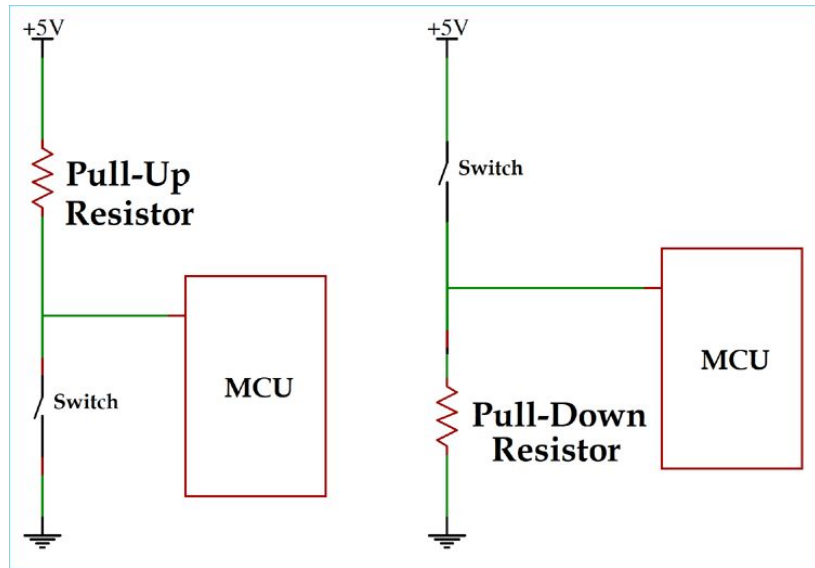 +5V
Pull-Up
Resistor
Switch
MCU
+5V
Switch
MCU
Pull-Down
Resistor